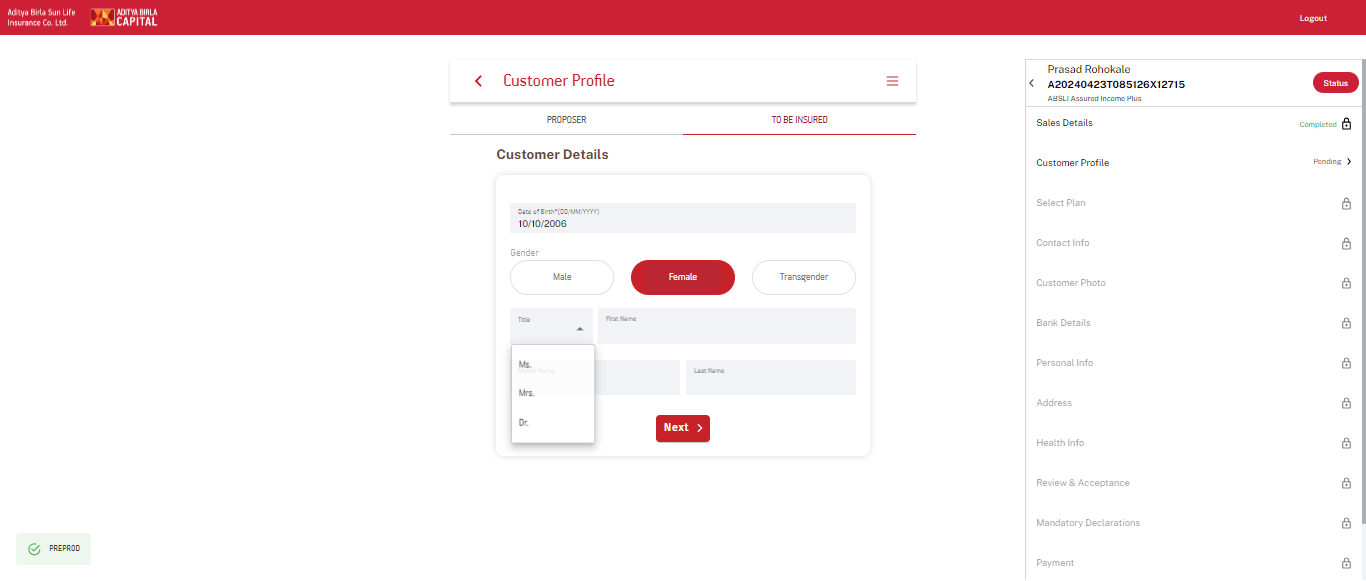 Aditya Birla Sun Life
Insurance Co. Ltd.
ADITYA BIRLA
CAPITAL
Logout
Customer Profile
PROPOSER
TO BE INSURED
Customer Details
Date of Birth*(DD/MM/YYYY)
10/10/2006
Gender
Male
Female
Transgender
Title
First Name
Ms.
Mrs.
Dr.
Last Name
Next
Prasad Rohokale
A20240423T085126X12715
ABSLI Assured Income Plus
Status
Sales Details
Completed
Customer Profile
Pending
Select Plan
Contact Info
Customer Photo
Bank Details
Personal Info
Address
Health Info
Review & Acceptance
Mandatory Declarations
Payment
PREPROD